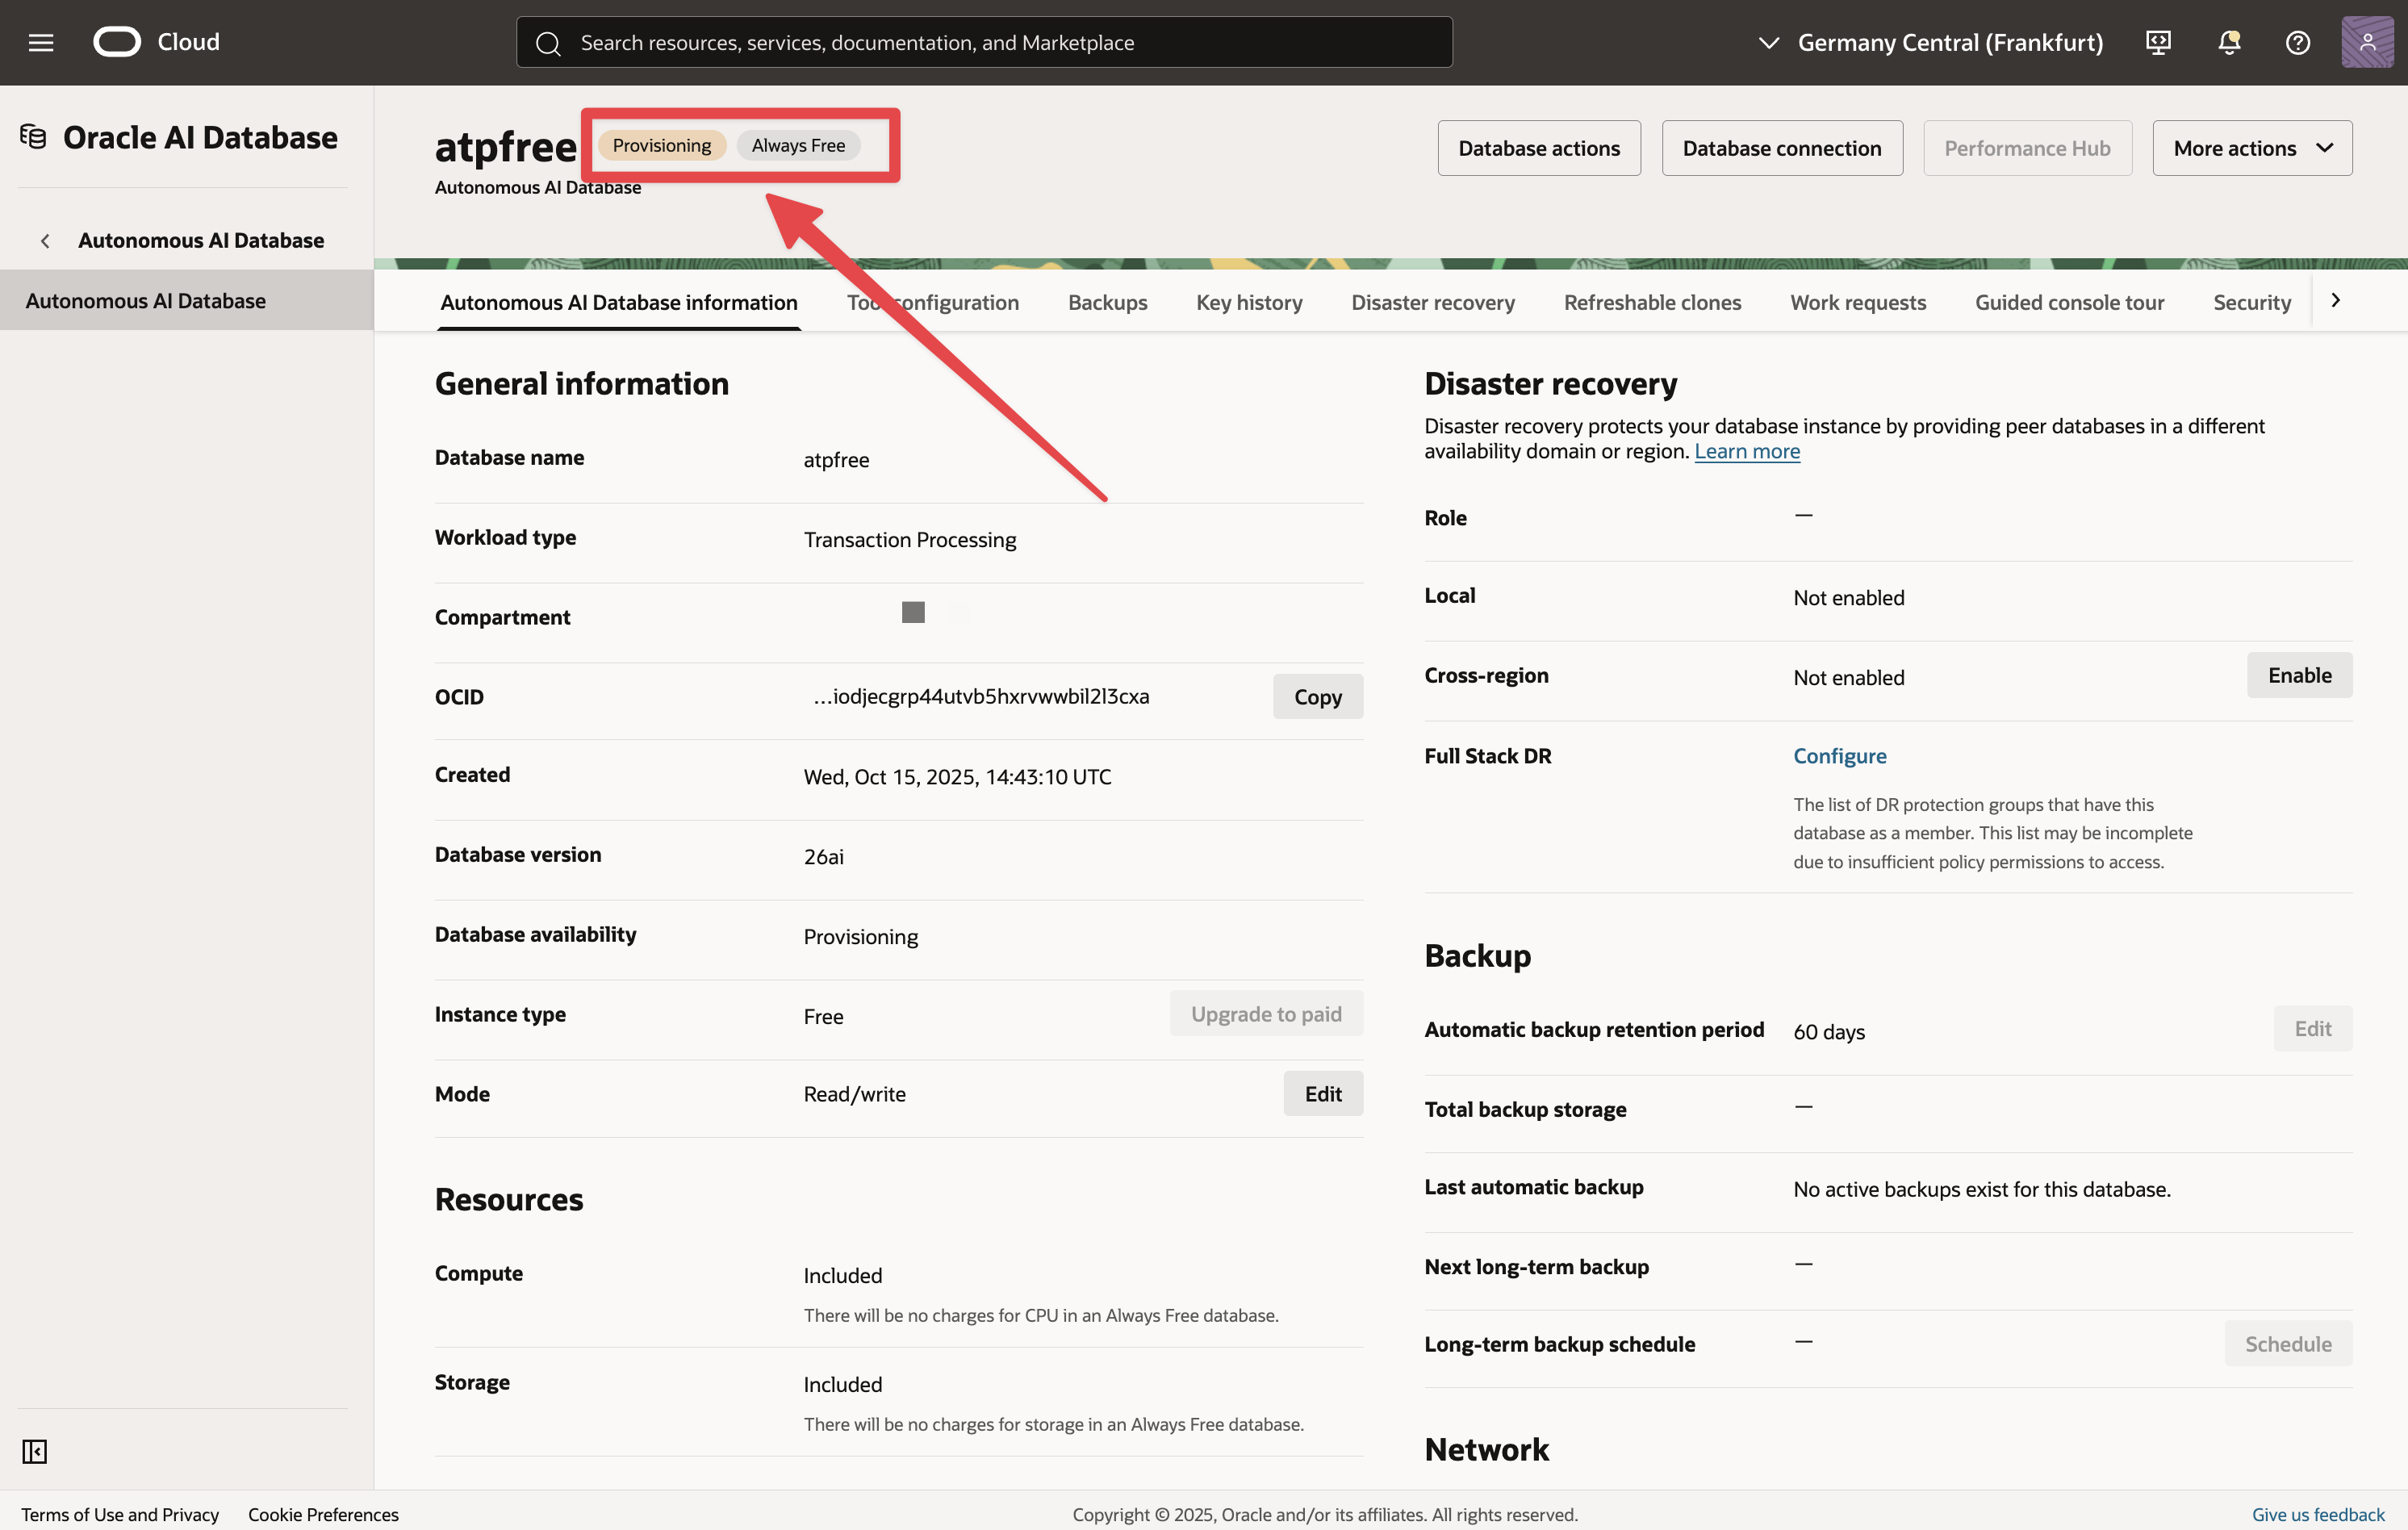 Cloud
Search resources, services, documentation, and Marketplace
Germany Central (Frankfurt)
Oracle AI Database
Autonomous AI Database
Autonomous AI Database
atpfree
Provisioning
Always Free
Autonomous AI Database
Database actions
Database connection
Performance Hub
More actions
Autonomous AI Database information
configuration
Backups
Key history
Disaster recovery
Refreshable clones
Work requests
Guided console tour
Security
General information
Database name
atpfree
Workload type
Transaction Processing
Compartment
OCID
...iodjecgrp44utvb5hxrvwwbil2l3cxa
Copy
Created
Wed, Oct 15, 2025, 14:43:10 UTC
Database version
26ai
Database availability
Provisioning
Instance type
Free
Upgrade to paid
Mode
Read/write
Edit
Resources
Compute
Included
There will be no charges for CPU in an Always Free database.
Storage
Included
There will be no charges for storage in an Always Free database.
Disaster recovery
Disaster recovery protects your database instance by providing peer databases in a different
availability domain or region. Learn more
Role
—
Local
Not enabled
Cross-region
Not enabled
Enable
Full Stack DR
Configure
The list of DR protection groups that have this
database as a member. This list may be incomplete
due to insufficient policy permissions to access.
Backup
Automatic backup retention period
60 days
Edit
Total backup storage
—
Last automatic backup
No active backups exist for this database.
Next long-term backup
—
Long-term backup schedule
—
Schedule
Network
Terms of Use and Privacy
Cookie Preferences
Copyright © 2025, Oracle and/or its affiliates. All rights reserved.
Give us feedback